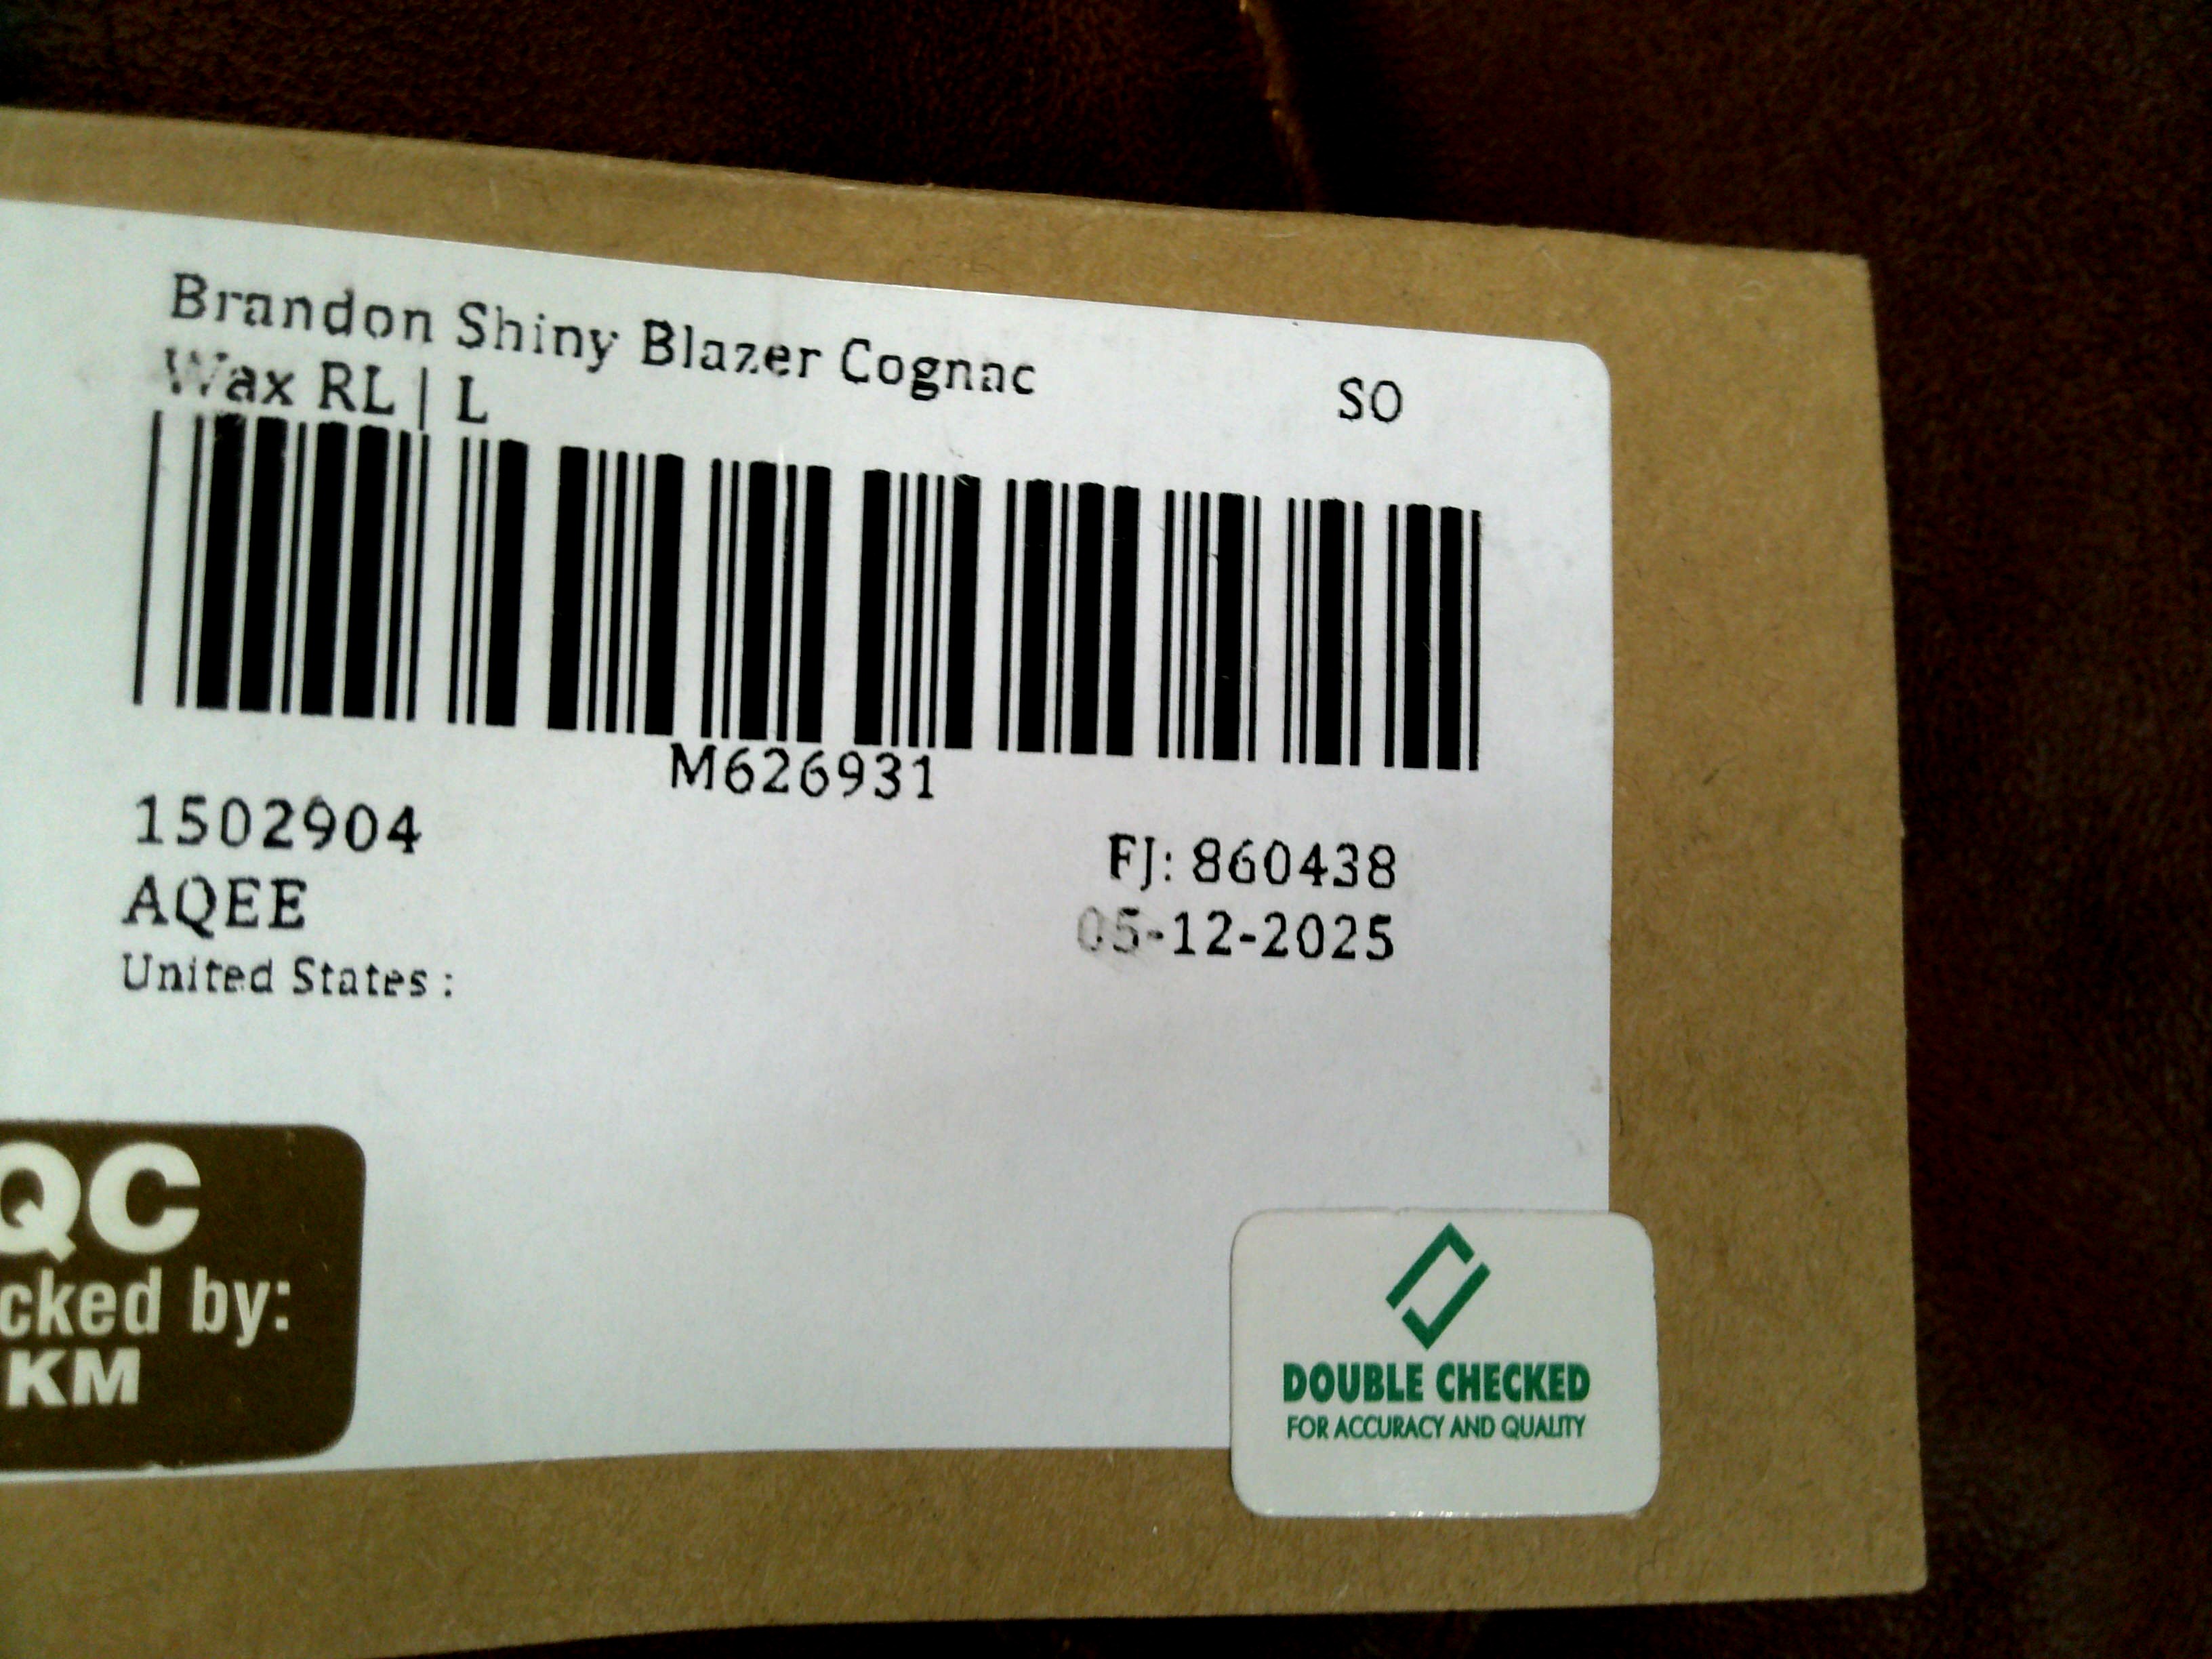 Brandon Shiny Blazer Cognac
Wax RL | L
SO
M626931
1502904
FJ: 860438
AQEE
05-12-2025
United States :
QC
cked by:
KM
DOUBLE CHECKED
FOR ACCURACY AND QUALITY